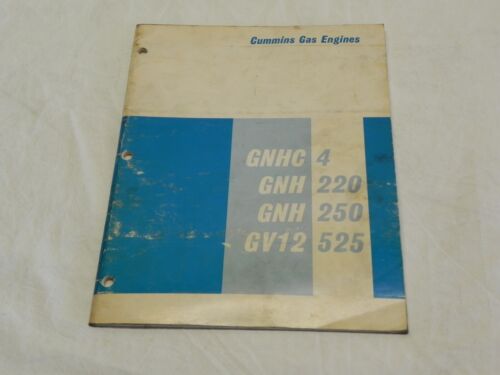 Cummins Gas Engines
GNHC 4
GNH 220
GNH 250
GV12 525